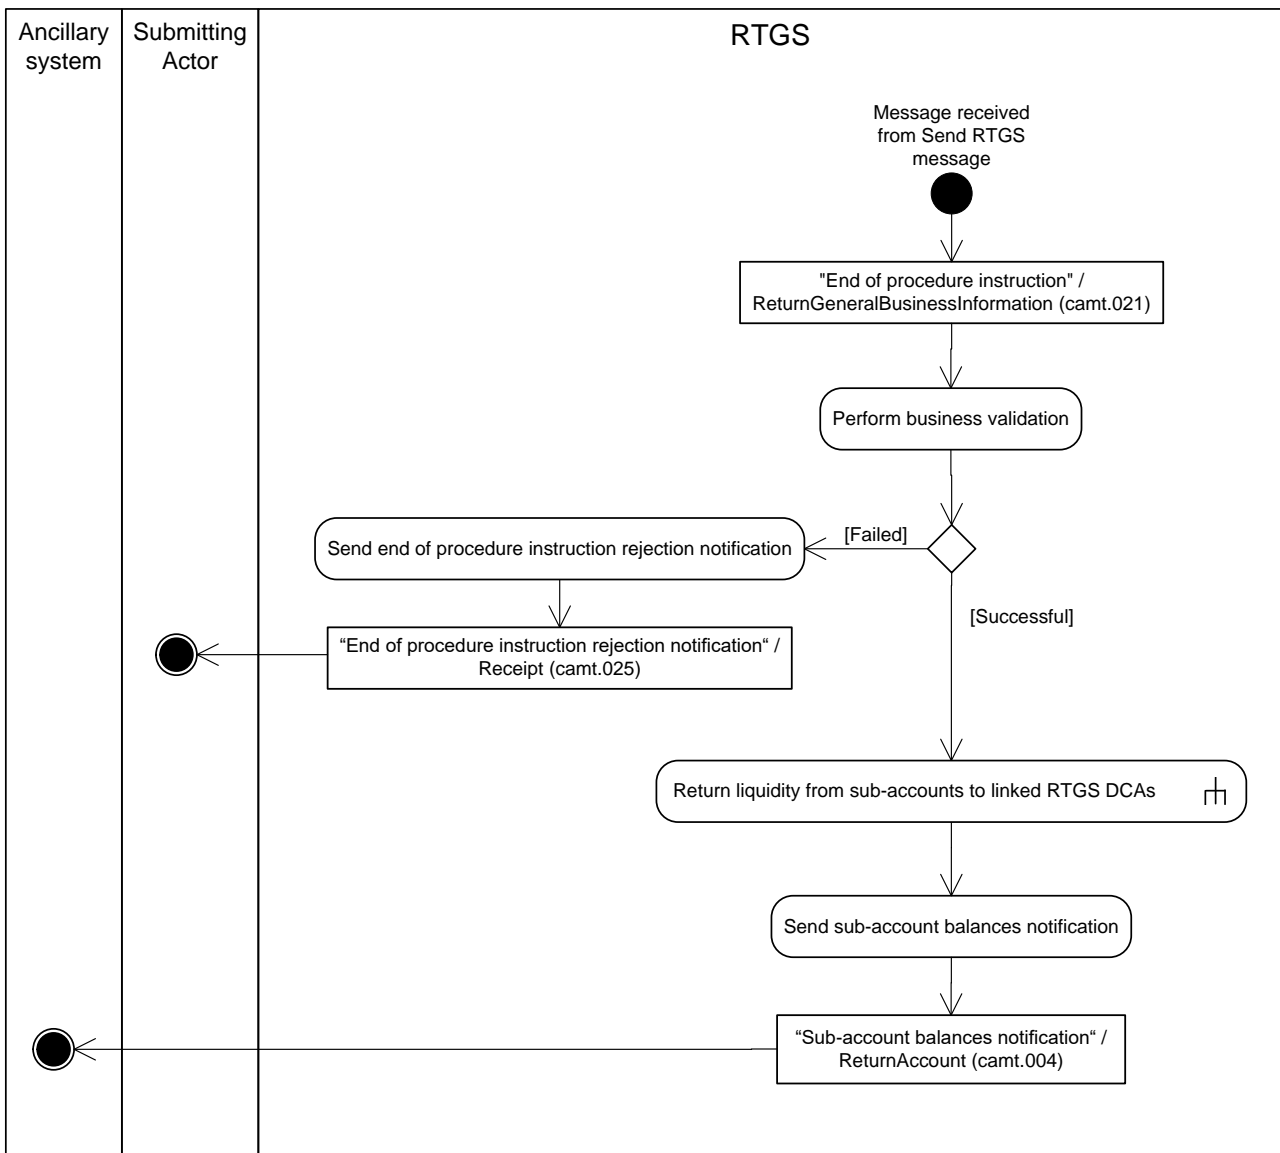 Ancillary
system
Submitting
Actor
RTGS
Message received
from Send RTGS
message
"End of procedure instruction" /
ReturnGeneralBusinessInformation (camt.021)
Perform business validation
[Failed]
Send end of procedure instruction rejection notification
[Successful]
“End of procedure instruction rejection notification“ /
Receipt (camt.025)
Return liquidity from sub-accounts to linked RTGS DCAs
Send sub-account balances notification
“Sub-account balances notification“ /
ReturnAccount (camt.004)